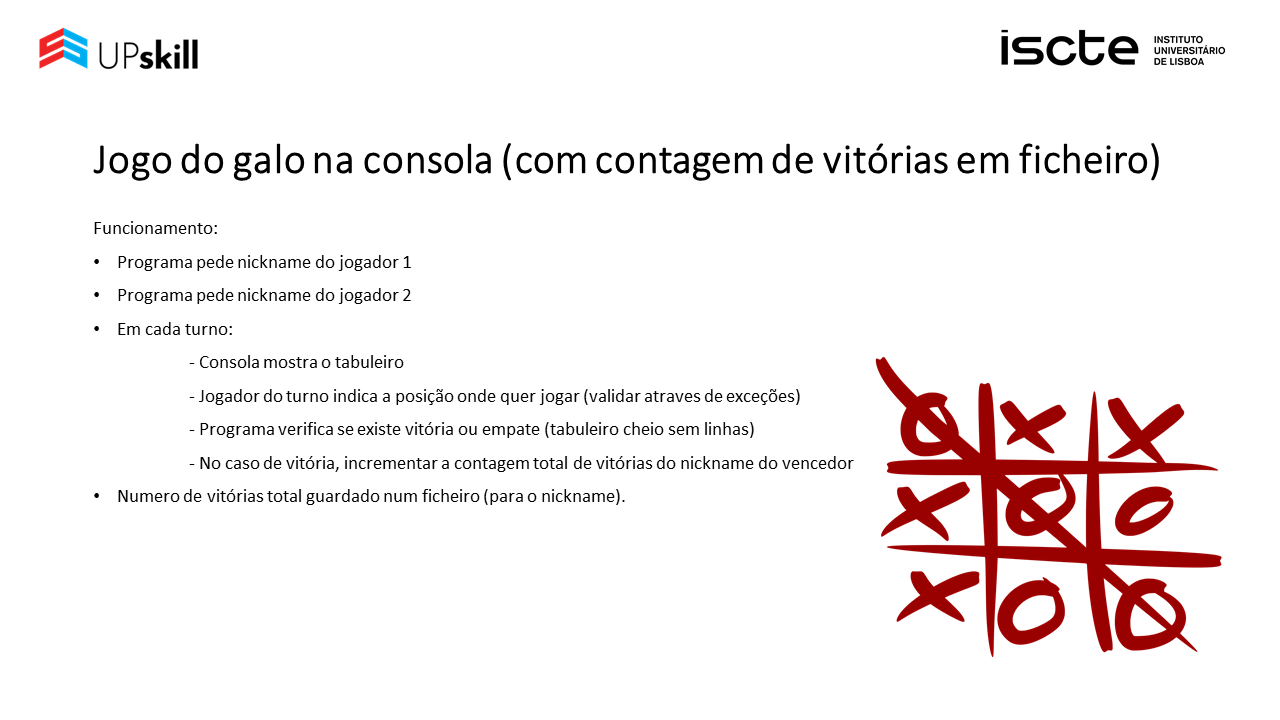 UPskill
iscte
INSTITUTO
UNIVERSITÁRIO
DE LISBOA
Jogo do galo na consola (com contagem de vitórias em ficheiro)
Funcionamento:
• Programa pede nickname do jogador 1
• Programa pede nickname do jogador 2
• Em cada turno:
- Consola mostra o tabuleiro
- Jogador do turno indica a posição onde quer jogar (validar atraves de exceções)
- Programa verifica se existe vitória ou empate (tabuleiro cheio sem linhas)
- No caso de vitória, incrementar a contagem total de vitórias do nickname do vencedor
• Numero de vitórias total guardado num ficheiro (para o nickname).